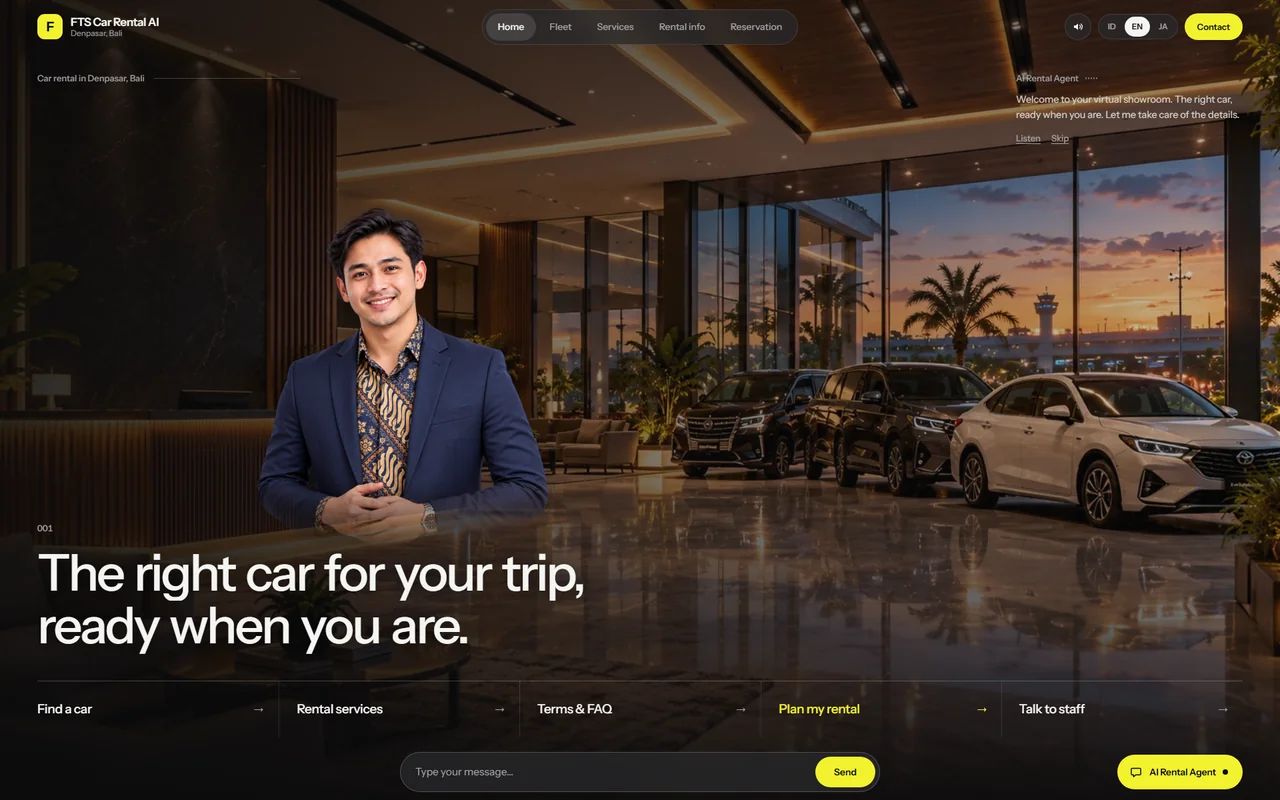 F
FTS Car Rental AI
Denpasar, Bali
Home
Fleet
Services
Rental info
Reservation
ID
EN
JA
Contact
Car rental in Denpasar, Bali
AI Rental Agent
Welcome to your virtual showroom. The right car,
ready when you are. Let me take care of the details.
Listen
Skip
001
The right car for your trip,
ready when you are.
Find a car →
Rental services →
Terms & FAQ →
Plan my rental →
Talk to staff →
Type your message...
Send
AI Rental Agent